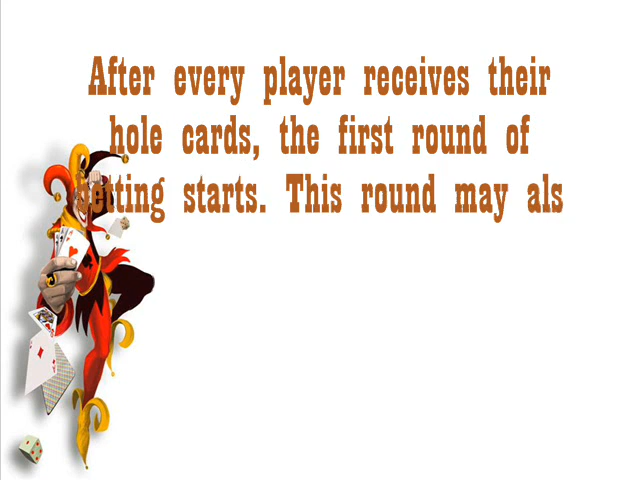 After every player receives their
hole cards, the first round of
betting starts. This round may als